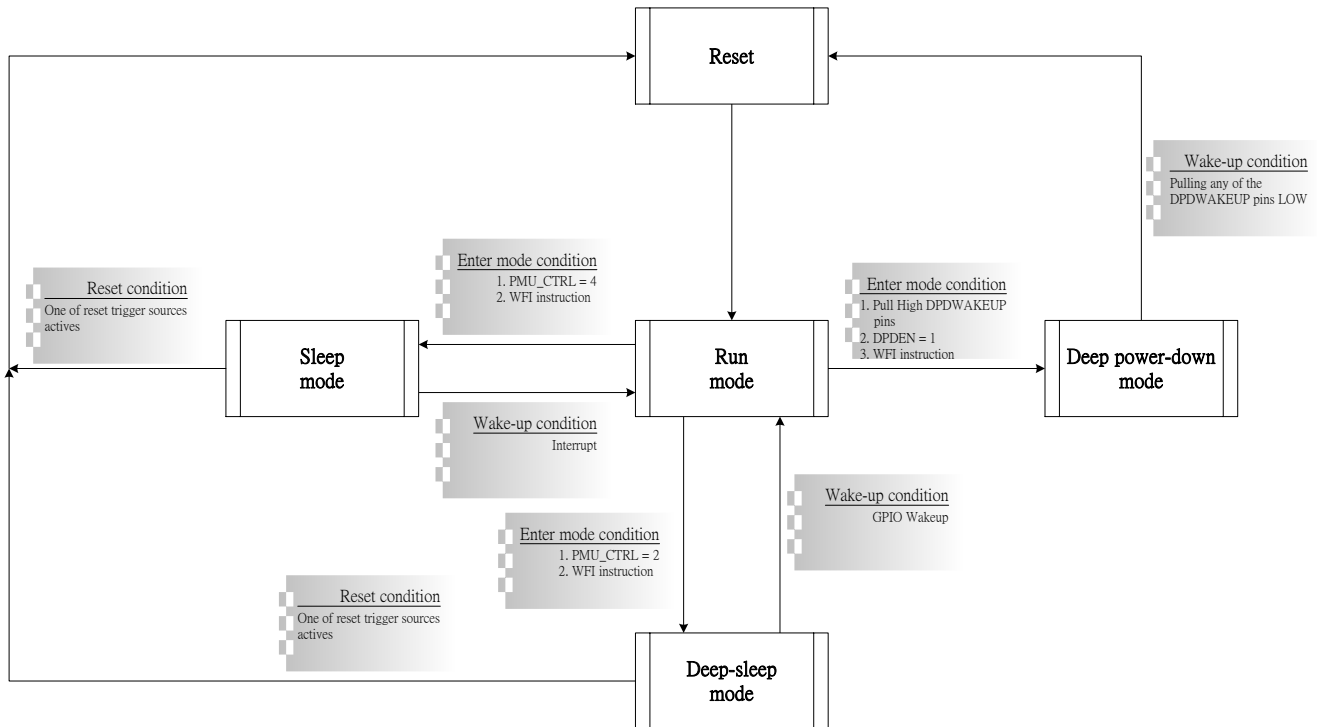 Reset
Wake-up condition
Pulling any of the
DPDWAKEUP pins LOW
Enter mode condition
1. PMU_CTRL = 4
2. WFI instruction
Reset condition
One of reset trigger sources
actives
Enter mode condition
1. Pull High DPDWAKEUP
pins
2. DPDEN = 1
3. WFI instruction
Sleep
mode
Run
mode
Deep power-down
mode
Wake-up condition
Interrupt
Wake-up condition
GPIO Wakeup
Enter mode condition
1. PMU_CTRL = 2
2. WFI instruction
Reset condition
One of reset trigger sources
actives
Deep-sleep
mode